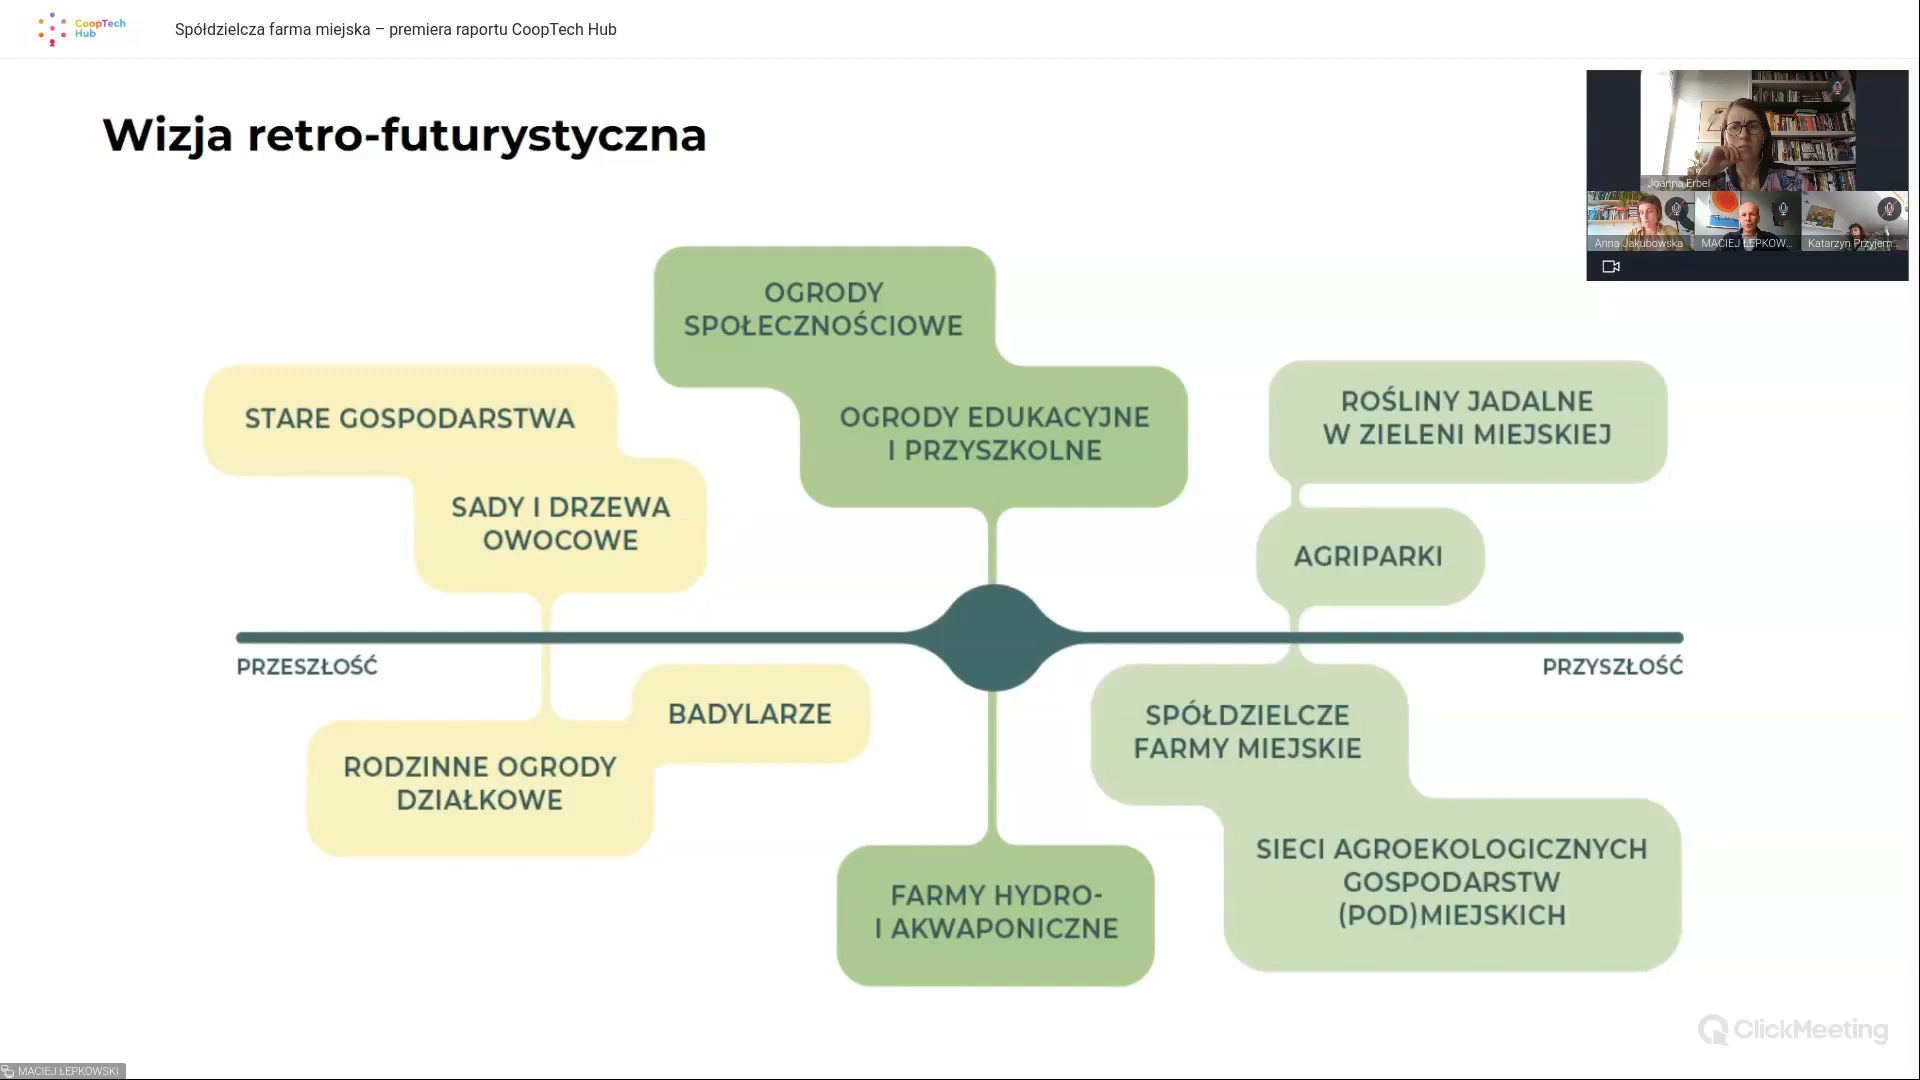 CoopTech
Hub
Spółdzielcza farma miejska – premiera raportu CoopTech Hub
Wizja retro-futurystyczna
Joanna Erbel
Anna Jakubowska
MACIEJ ŁEPKOW...
Katarzyn Przyjem...
OGRODY
SPOŁECZNOŚCIOWE
OGRODY EDUKACYJNE
I PRZYSZKOLNE
STARE GOSPODARSTWA
SADY I DRZEWA
OWOCOWE
ROŚLINY JADALNE
W ZIELENI MIEJSKIEJ
AGRIPARKI
PRZESZŁOŚĆ
PRZYSZŁOŚĆ
BADYLARZE
RODZINNE OGRODY
DZIAŁKOWE
SPÓŁDZIELCZE
FARMY MIEJSKIE
SIECI AGROEKOLOGICZNYCH
GOSPODARSTW
(POD)MIEJSKICH
FARMY HYDRO-
I AKWAPONICZNE
ClickMeeting
MACIEJ ŁEPKOWSKI